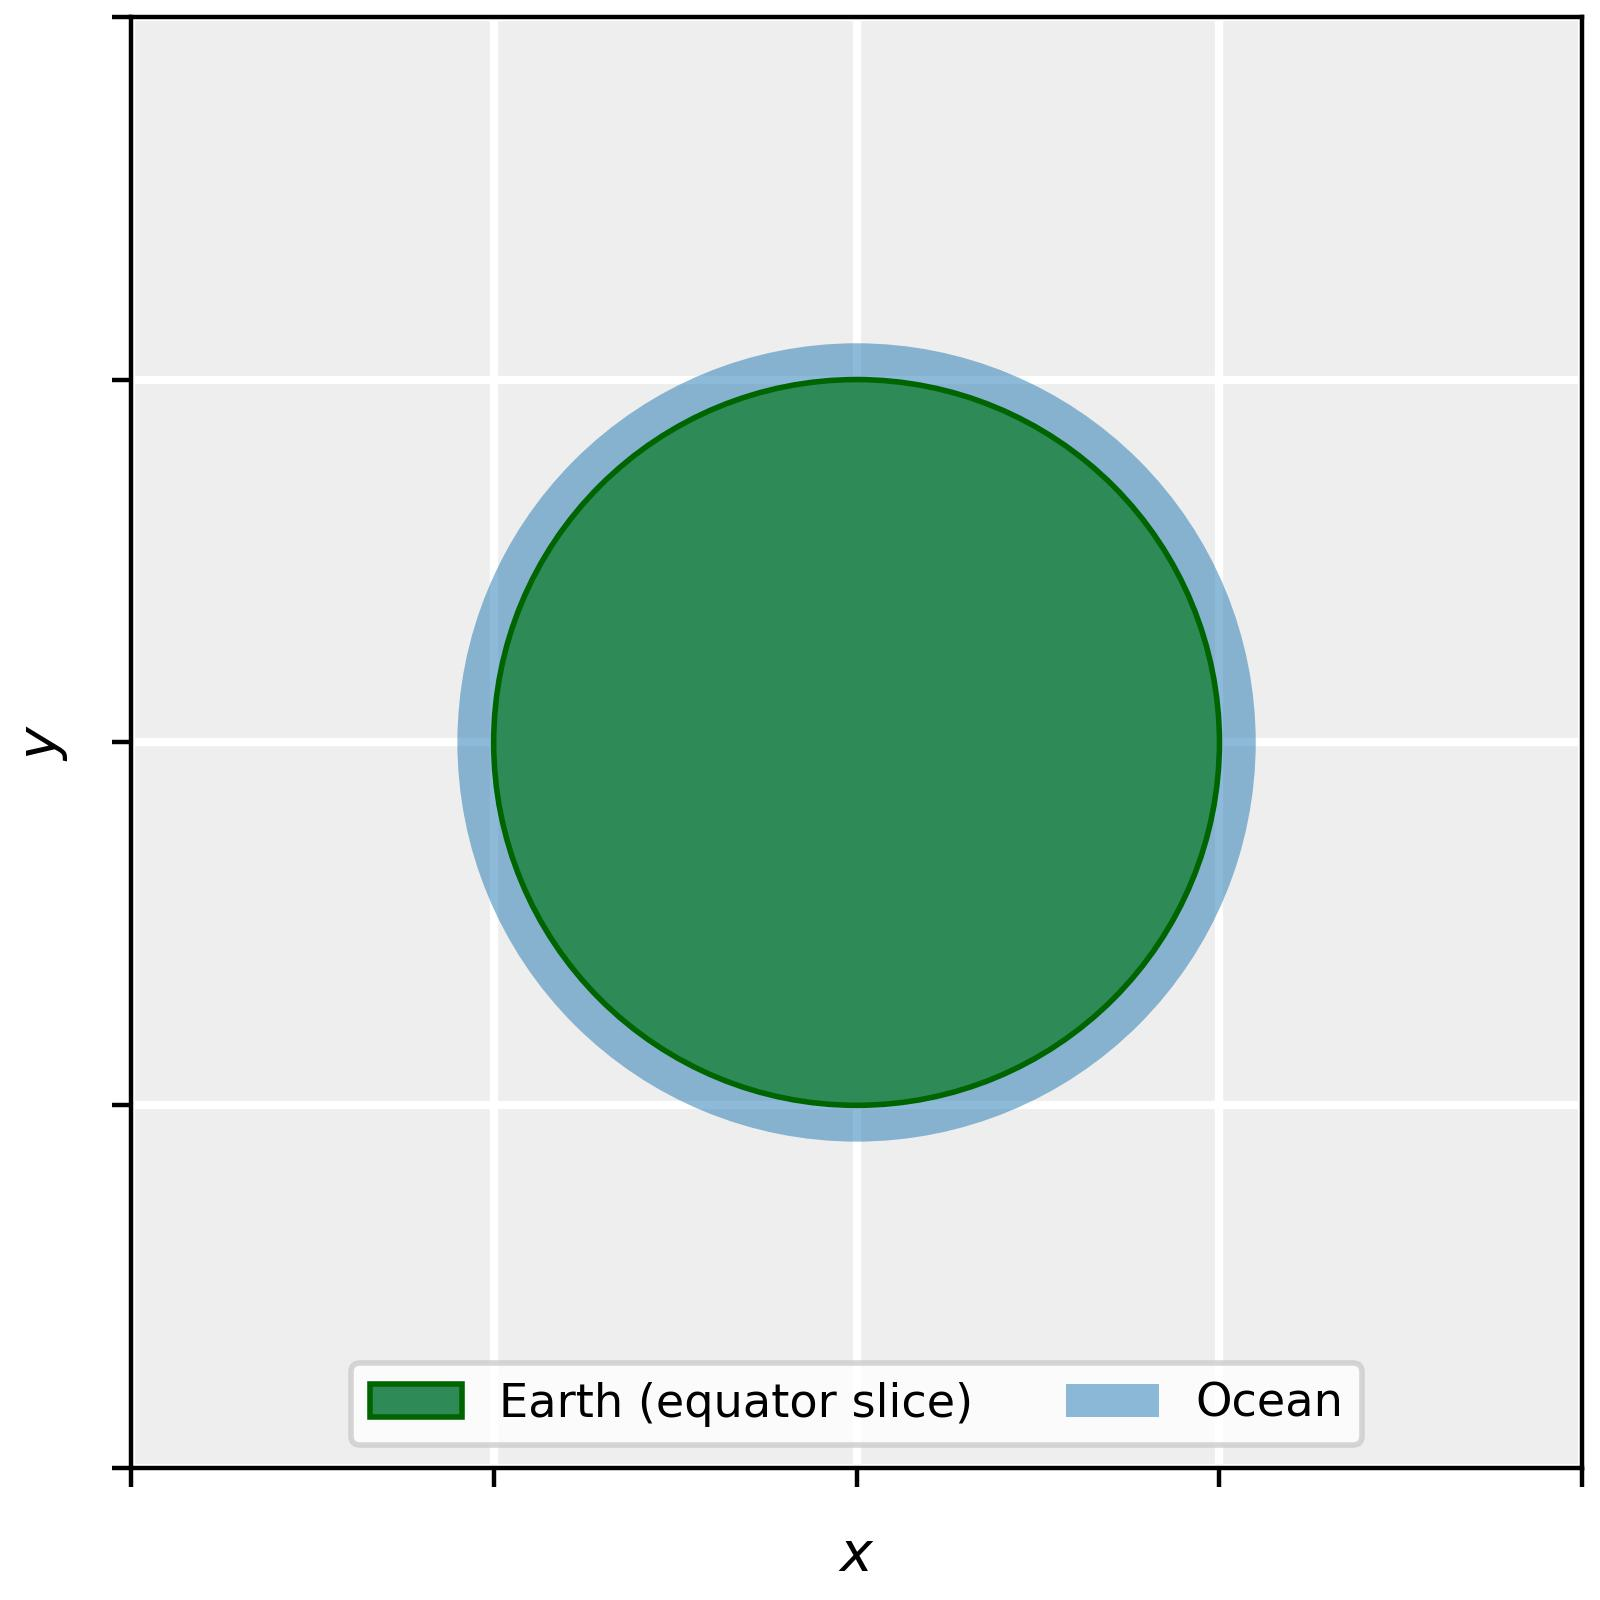 y
Earth (equator slice)
Ocean
x